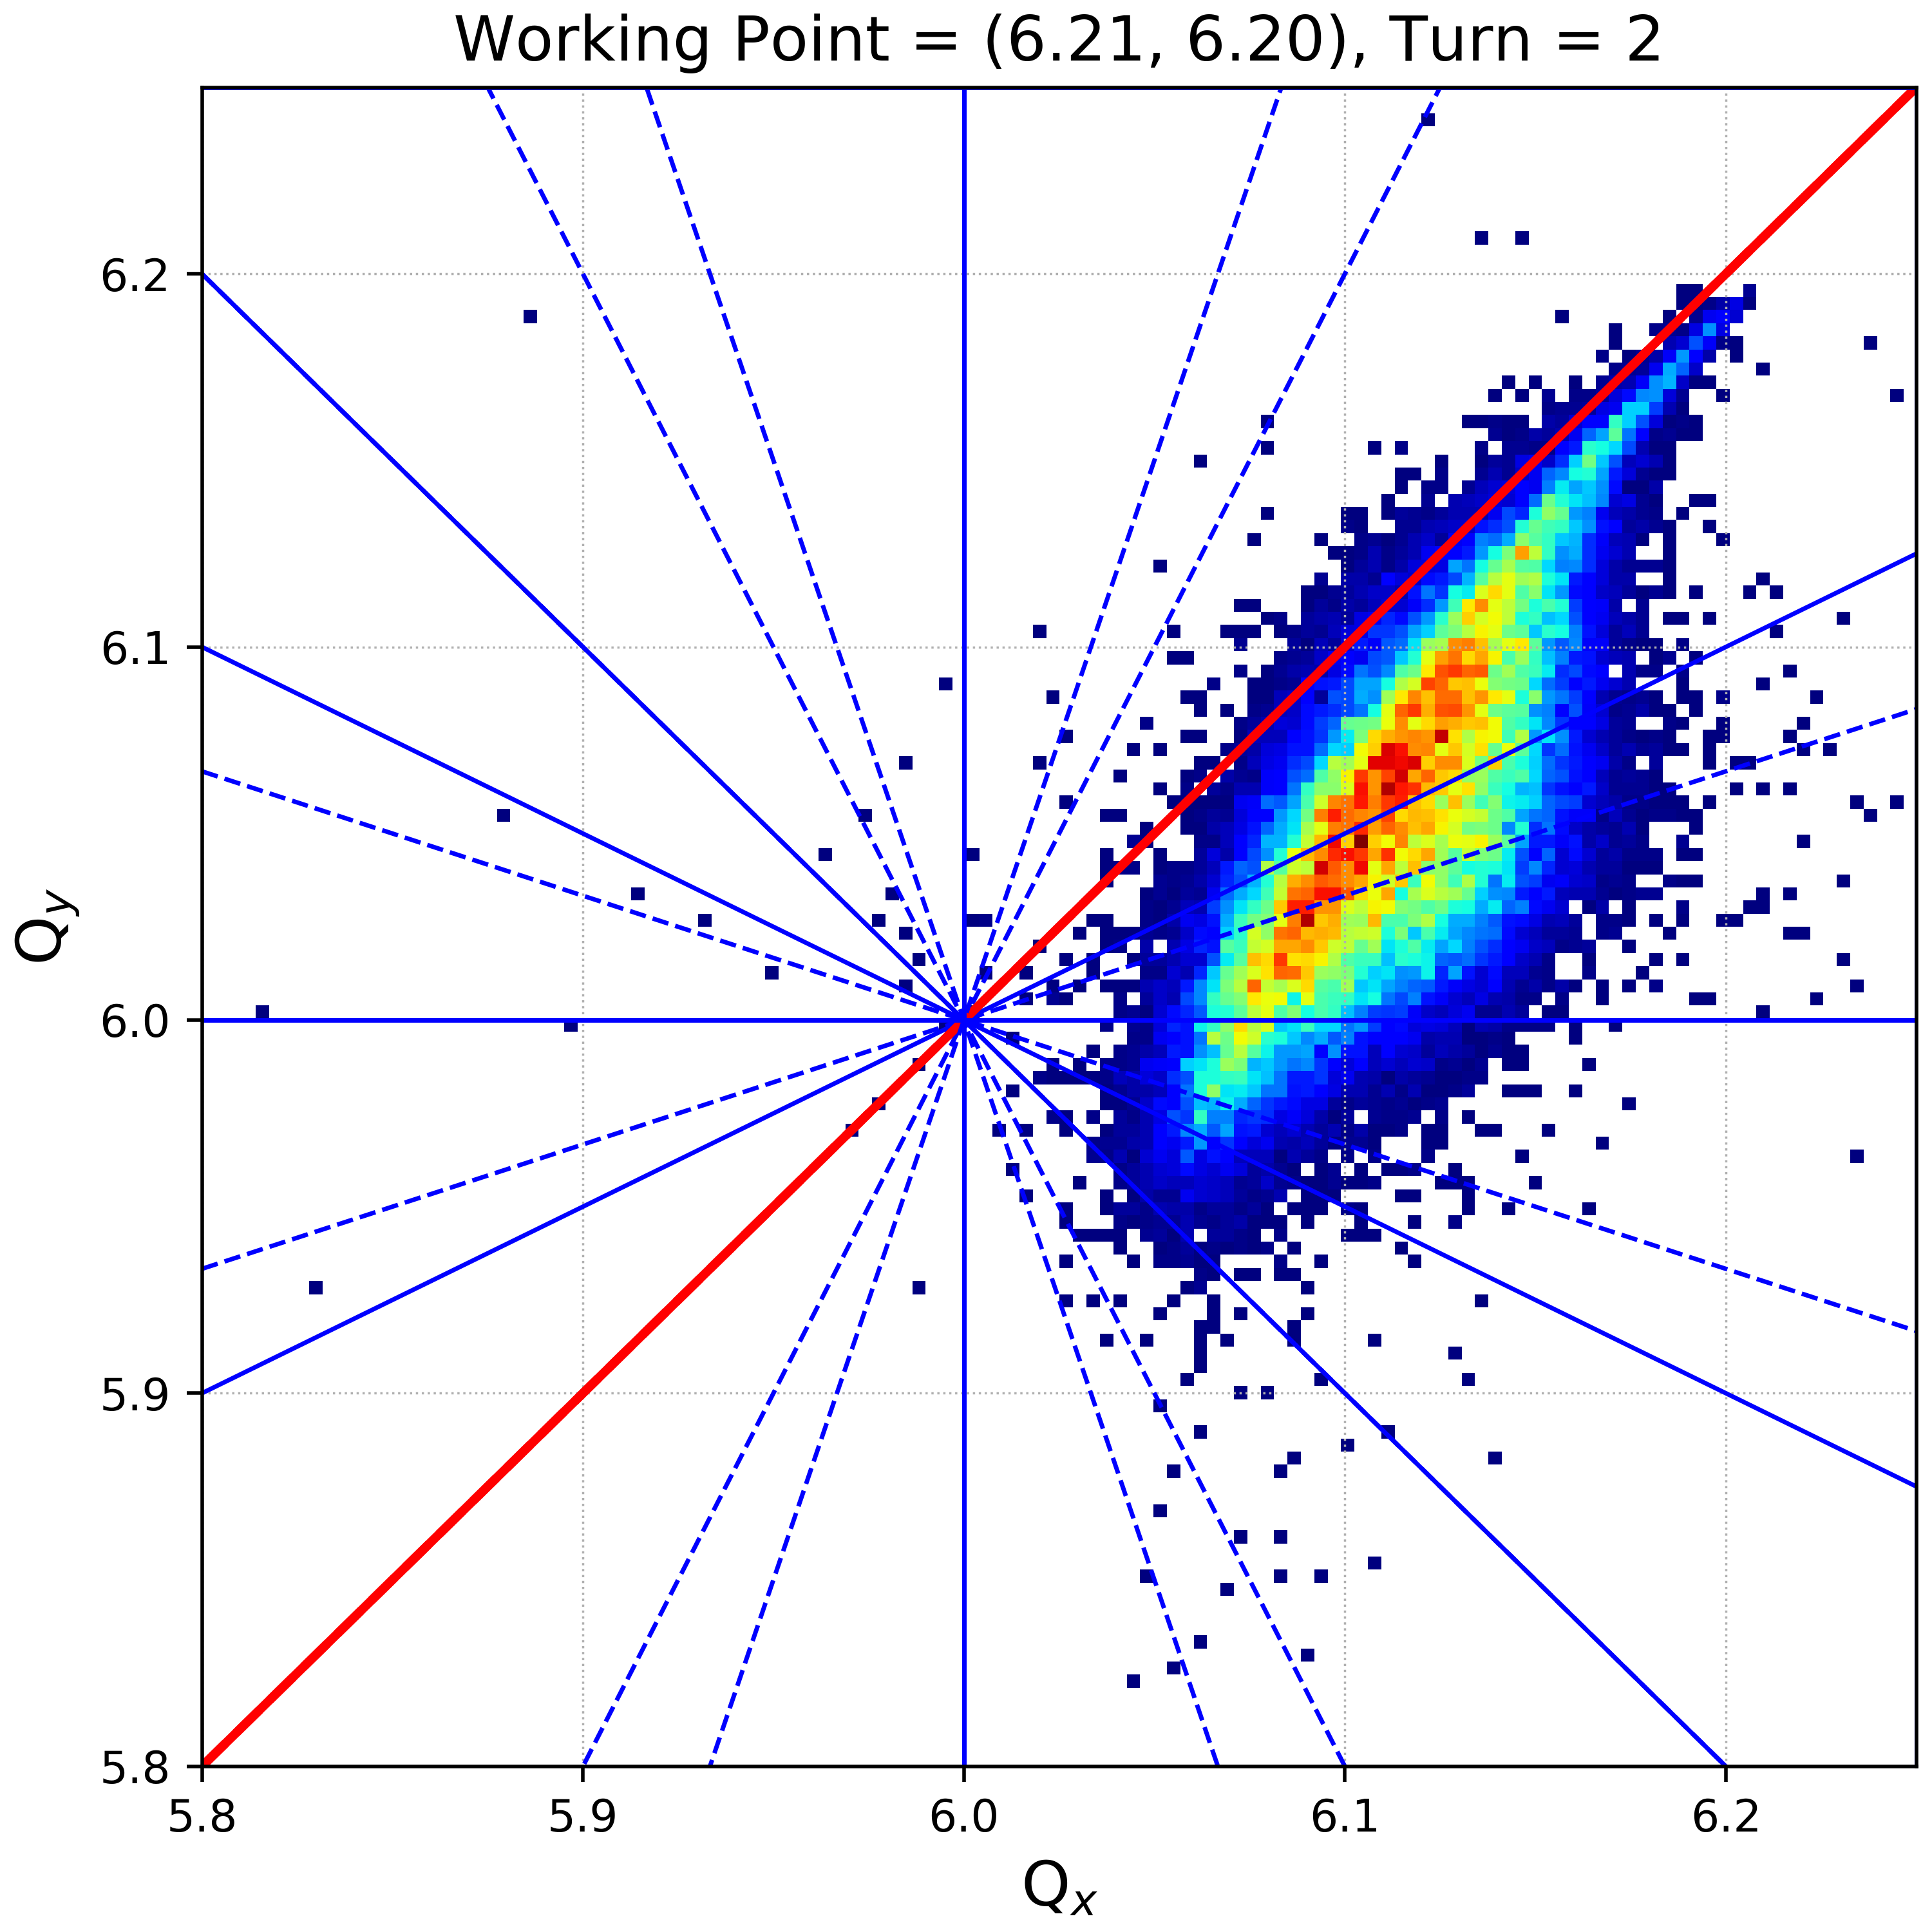 Working Point = (6.21, 6.20), Turn = 2
6.2
6.1
6.0
5.9
5.8
Q_y
5.8 5.9 6.0 6.1 6.2
Q_x